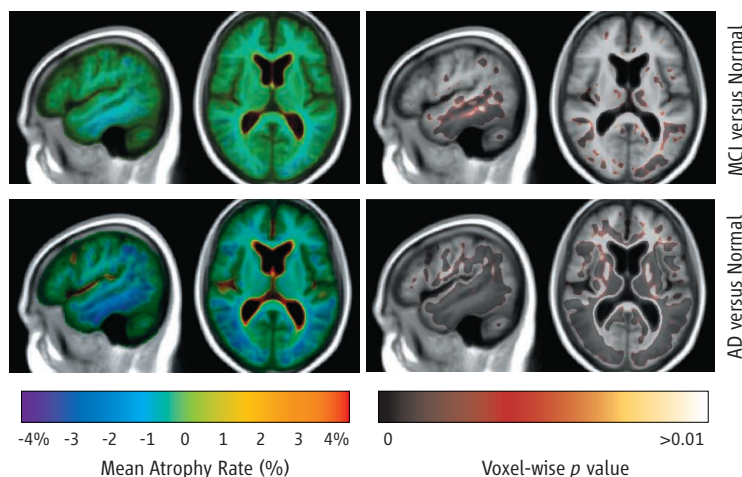 MCI versus Normal
AD versus Normal
-4% -3 -2 -1 0 1 2 3 4%
Mean Atrophy Rate (%)
0 >0.01
Voxel-wise p value